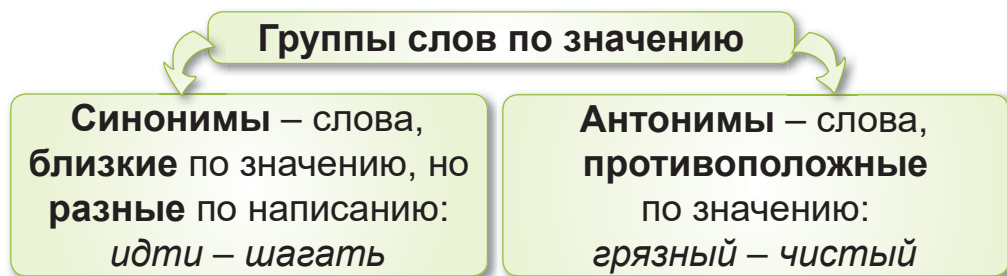 Группы слов по значению
Синонимы – слова,
близкие по значению, но
разные по написанию:
идти – шагать
Антонимы – слова,
противоположные
по значению:
грязный – чистый